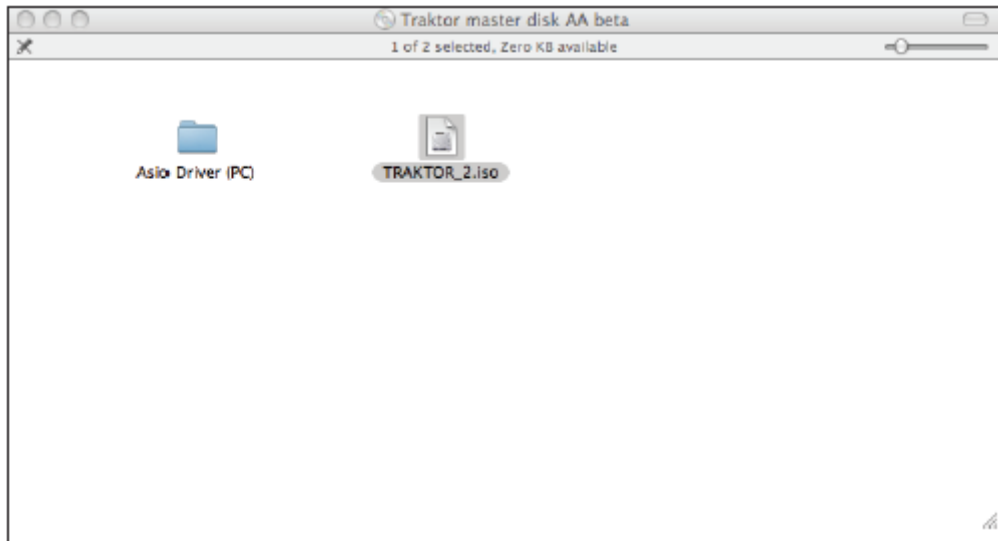 Traktor master disk AA beta
1 of 2 selected, Zero KB available
Asio Driver (PC)
TRAKTOR_2.iso